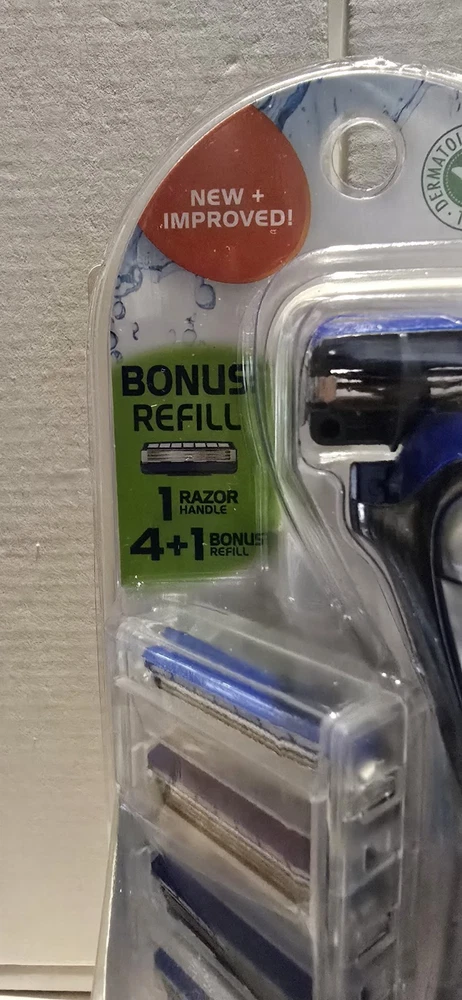 NEW +
IMPROVED!
BONUS
REFILL
1 RAZOR
HANDLE
4+1 BONUS
REFILL